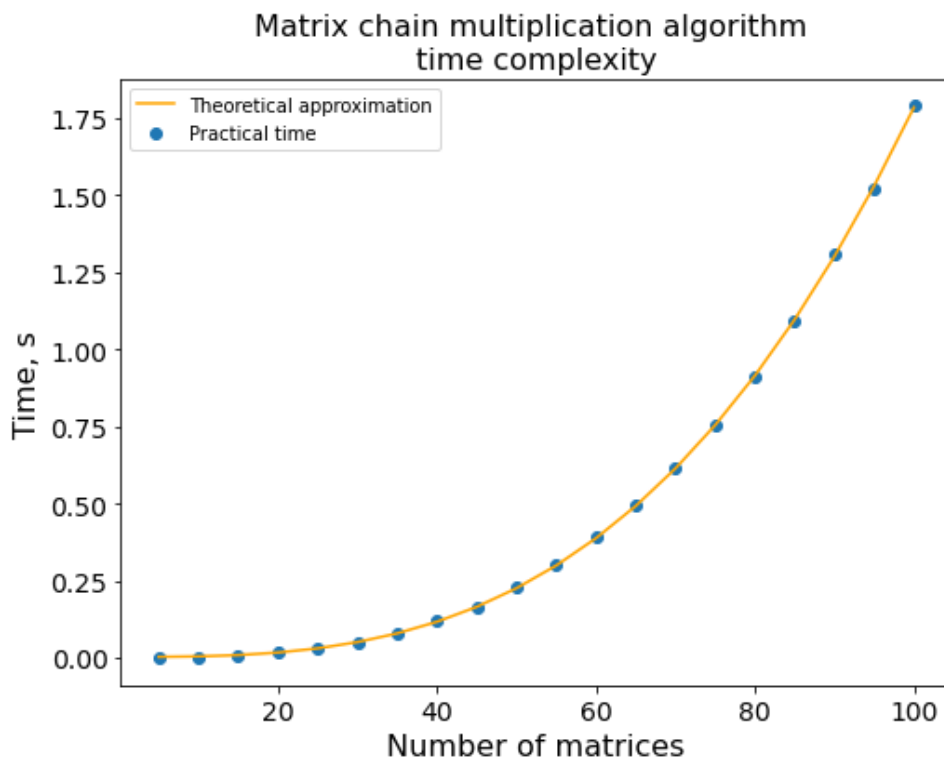 Matrix chain multiplication algorithm
time complexity
Theoretical approximation
Practical time
1.75
1.50
1.25
1.00
0.75
0.50
0.25
0.00
Time, s
20 40 60 80 100
Number of matrices